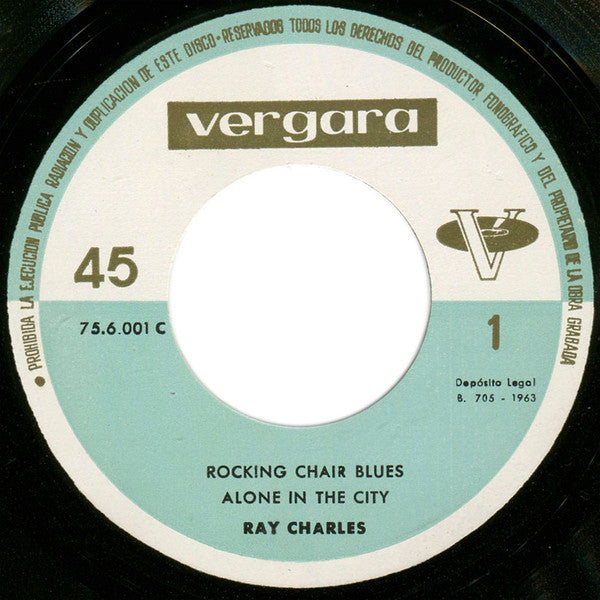 • PROHIBIDA LA EJECUCION PUBLICA RADIACION Y DUPLICACION DE ESTE DISCO • RESERVADOS TODOS LOS DERECHOS DEL PRODUCTOR FONOGRAFICO Y DEL PROPIETARIO DE LA OBRA GRABADA
vergara
V
45
75.6.001 C
1
Depósito Legal
B. 705 - 1963
ROCKING CHAIR BLUES
ALONE IN THE CITY
RAY CHARLES